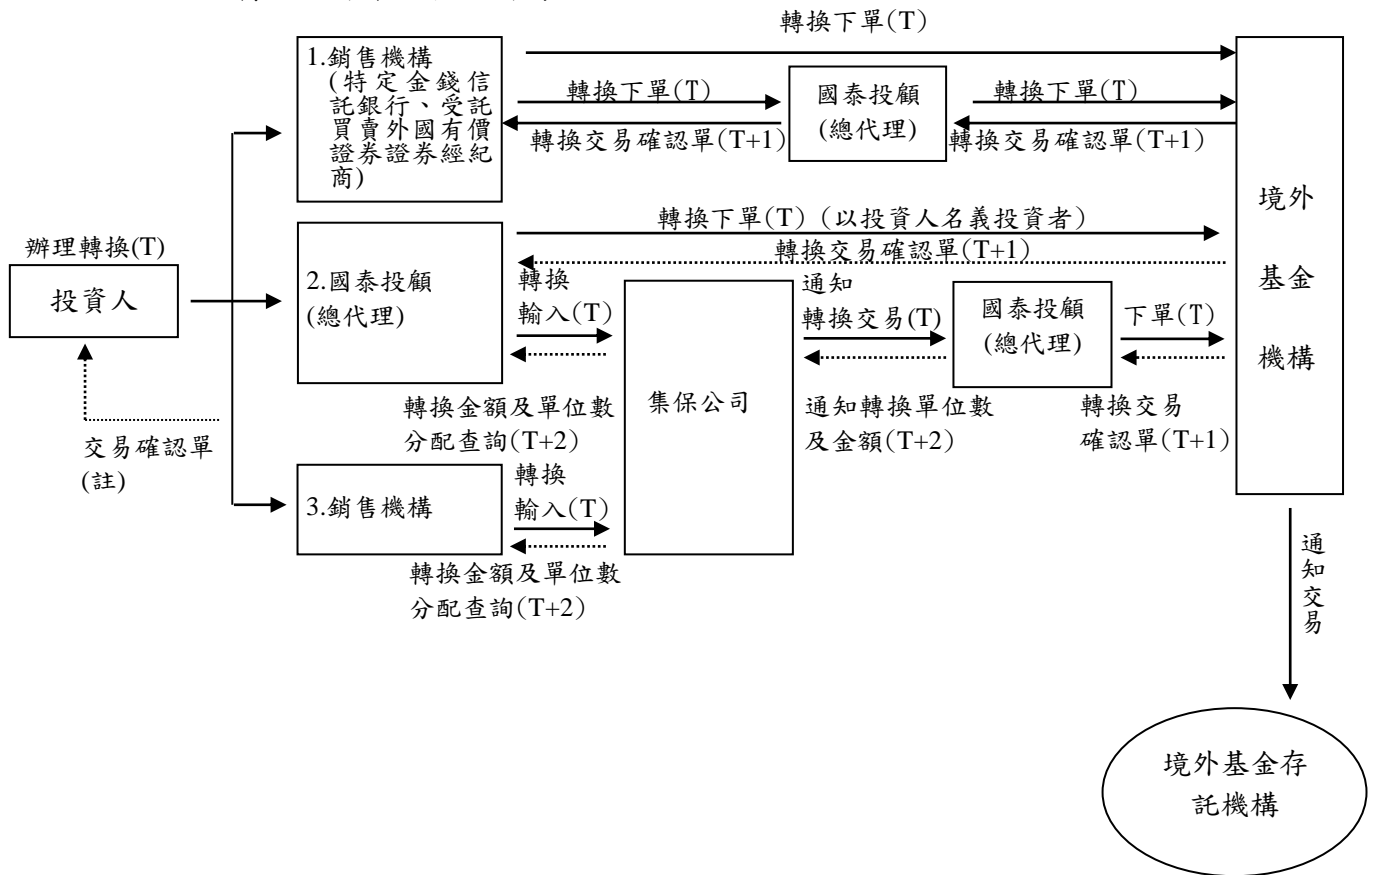 轉換下單(T)
1.銷售機構
(特定金錢信
託銀行、受託
買賣外國有價
證券證券經紀
商)
轉換下單(T)
轉換交易確認單(T+1)
國泰投顧
(總代理)
轉換下單(T)
轉換交易確認單(T+1)
境外
基金
機構
轉換下單(T)(以投資人名義投資者)
轉換交易確認單(T+1)
辦理轉換(T)
投資人
2.國泰投顧
(總代理)
轉換
輸入(T)
通知
轉換交易(T)
國泰投顧
(總代理)
下單(T)
集保公司
轉換金額及單位數
分配查詢(T+2)
通知轉換單位數
及金額(T+2)
轉換交易
確認單(T+1)
交易確認單
(註)
3.銷售機構
轉換
輸入(T)
轉換金額及單位數
分配查詢(T+2)
通知交易
境外基金存
託機構